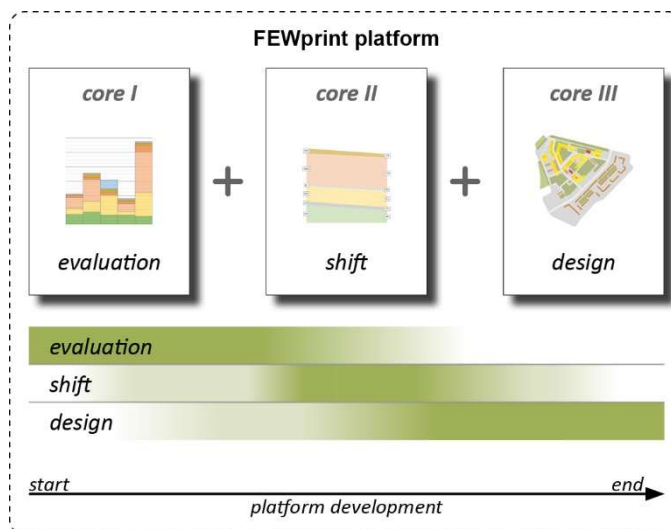 FEWprint platform
core I
core II
core III
+
+
evaluation
shift
design
evaluation
shift
design
start
end
platform development